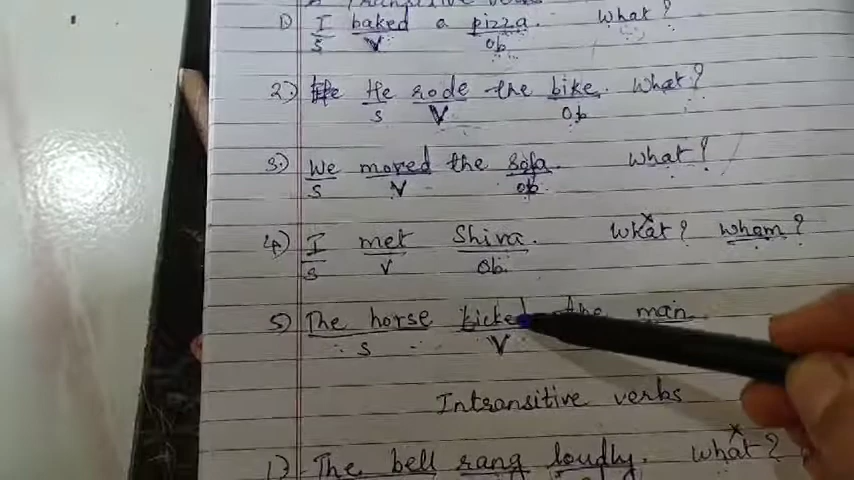 1) I baked a pizza. What?
S V ob
2) He rode the bike. What?
S V Ob
3) We moved the sofa. What?
S V ob
4) I met Shiva. What? Whom?
S V Ob
5) The horse kicked the man.
S V
Intransitive verbs
1) The bell rang loudly. what?